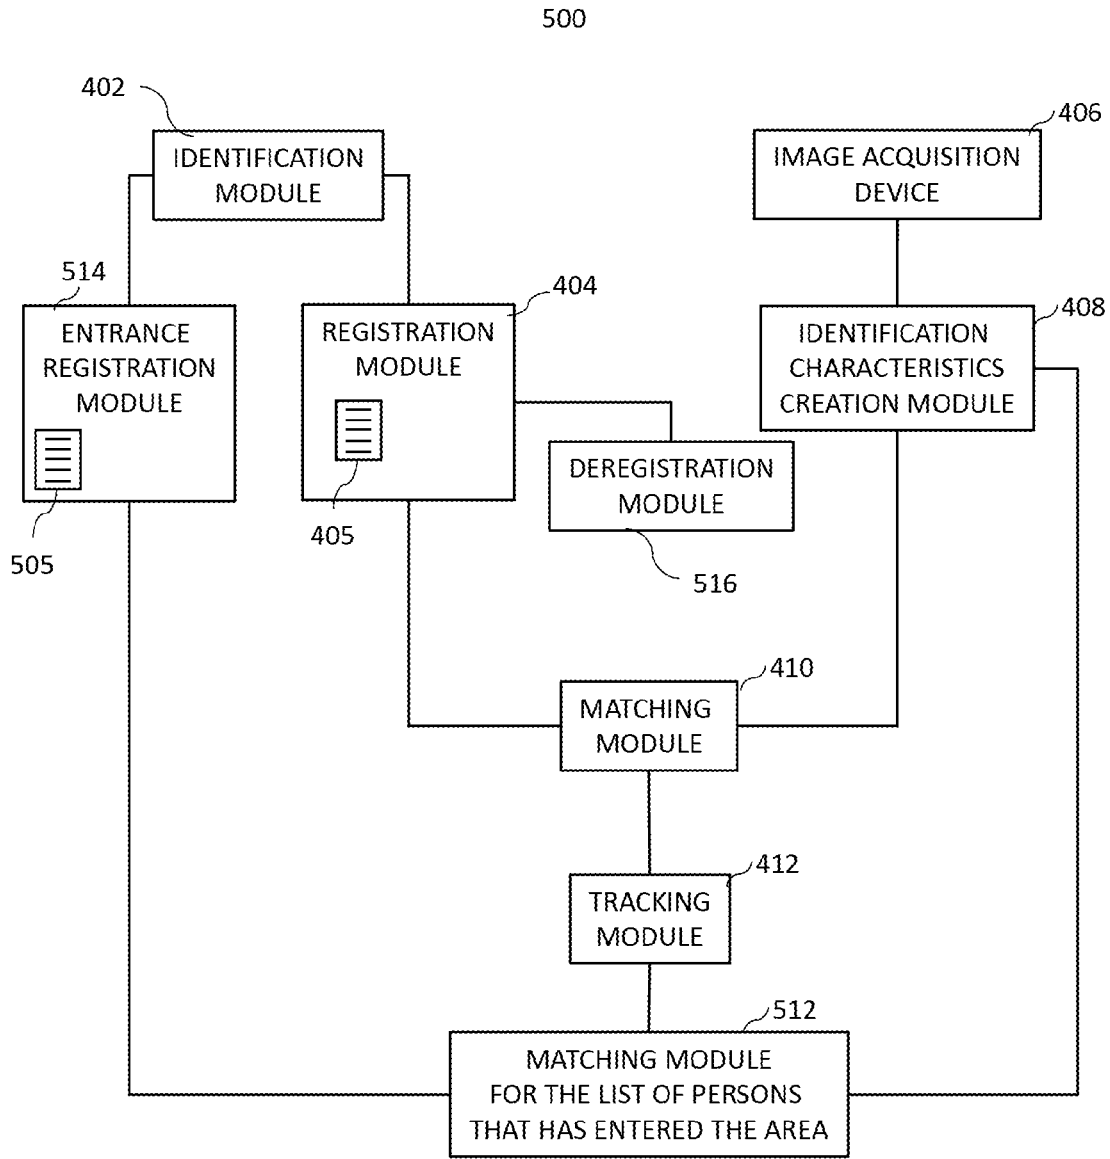 500
402
IDENTIFICATION
MODULE
406
IMAGE ACQUISITION
DEVICE
514
ENTRANCE
REGISTRATION
MODULE
505
404
REGISTRATION
MODULE
405
408
IDENTIFICATION
CHARACTERISTICS
CREATION MODULE
DEREGISTRATION
MODULE
516
410
MATCHING
MODULE
412
TRACKING
MODULE
512
MATCHING MODULE
FOR THE LIST OF PERSONS
THAT HAS ENTERED THE AREA